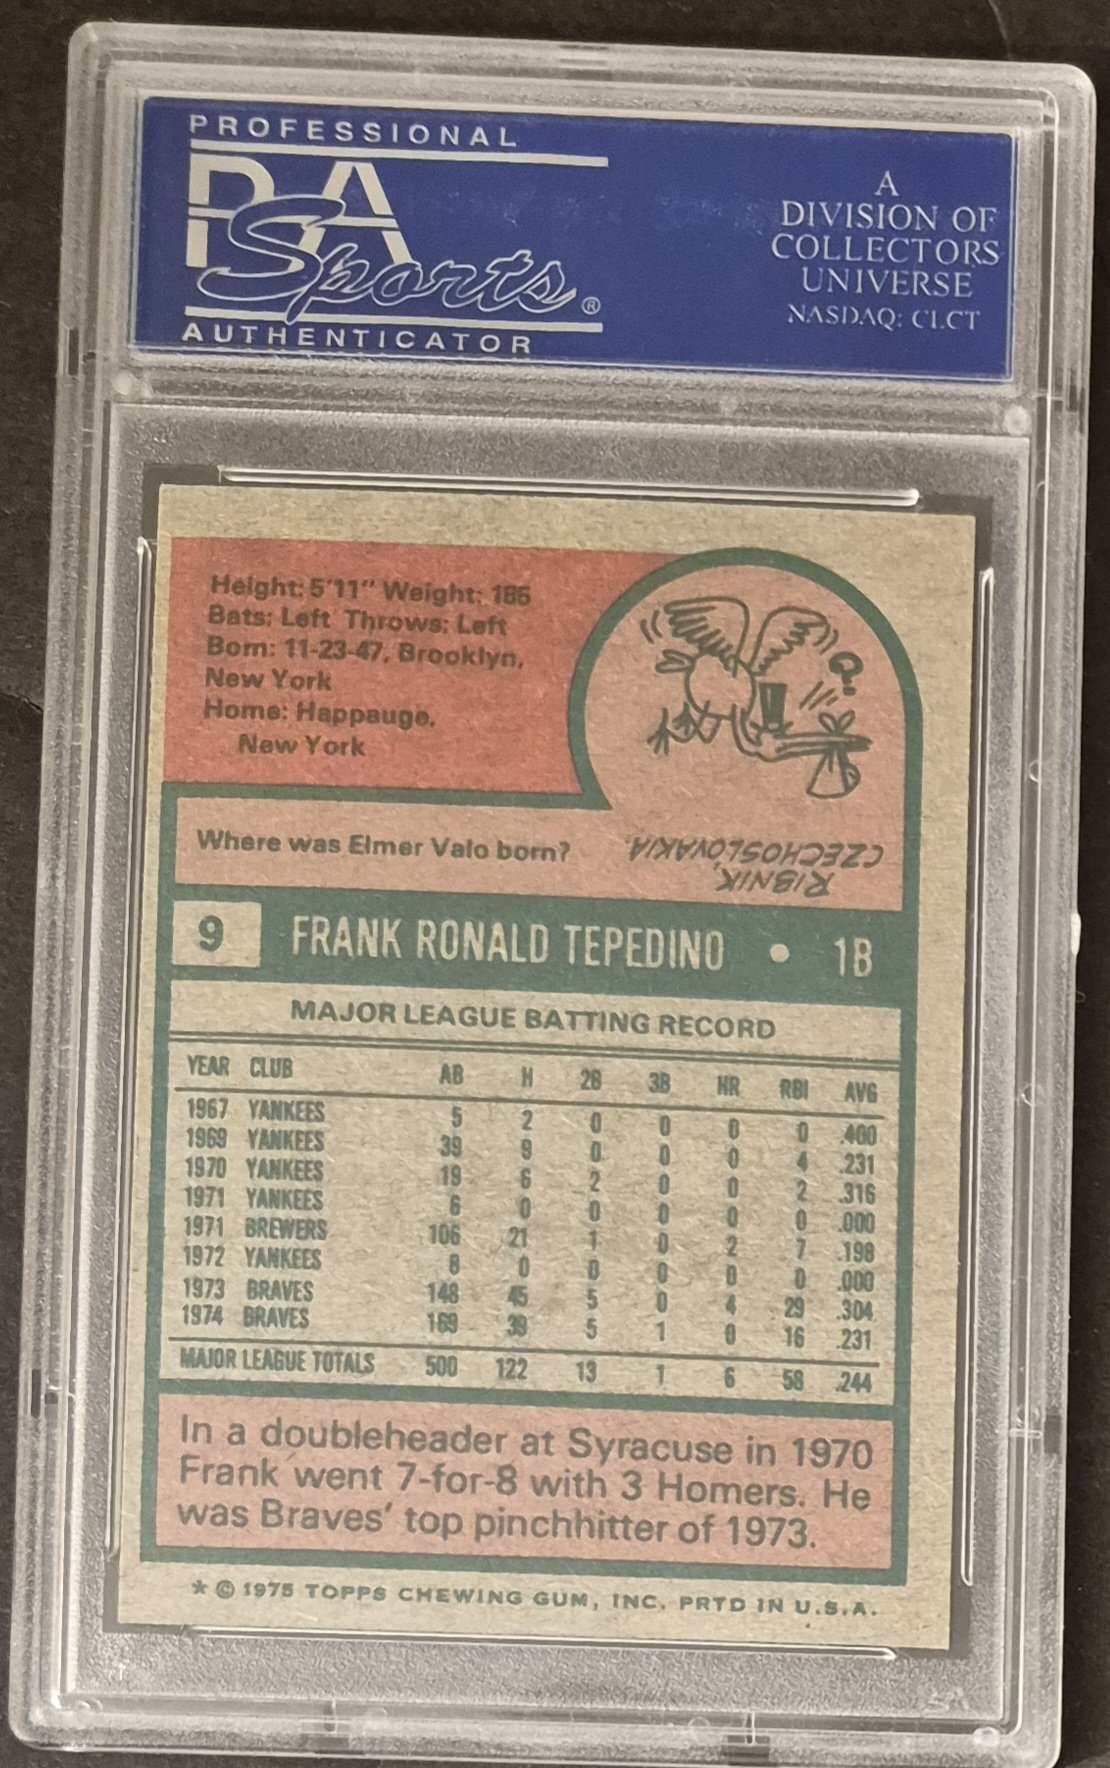 PROFESSIONAL
PSA
Sports®
AUTHENTICATOR
A
DIVISION OF
COLLECTORS
UNIVERSE
NASDAQ: CLCT
Height: 5'11" Weight: 185
Bats: Left Throws: Left
Born: 11-23-47, Brooklyn,
New York
Home: Happauge,
New York
Q.
Where was Elmer Valo born?
RIBNIK,
CZECHOSLOVAKIA.
9 FRANK RONALD TEPEDINO • 1B
MAJOR LEAGUE BATTING RECORD
YEAR CLUB AB H 2B 3B HR RBI AVG
1967 YANKEES 5 2 0 0 0 0 .400
1969 YANKEES 39 9 0 0 0 4 .231
1970 YANKEES 19 6 2 0 0 2 .316
1971 YANKEES 6 0 0 0 0 0 .000
1971 BREWERS 106 21 1 0 2 7 .198
1972 YANKEES 8 0 0 0 0 0 .000
1973 BRAVES 148 45 5 0 4 29 .304
1974 BRAVES 169 39 5 1 0 16 .231
MAJOR LEAGUE TOTALS 500 122 13 1 6 58 .244
In a doubleheader at Syracuse in 1970
Frank went 7-for-8 with 3 Homers. He
was Braves' top pinchhitter of 1973.
* © 1975 TOPPS CHEWING GUM, INC. PRTD IN U.S.A.